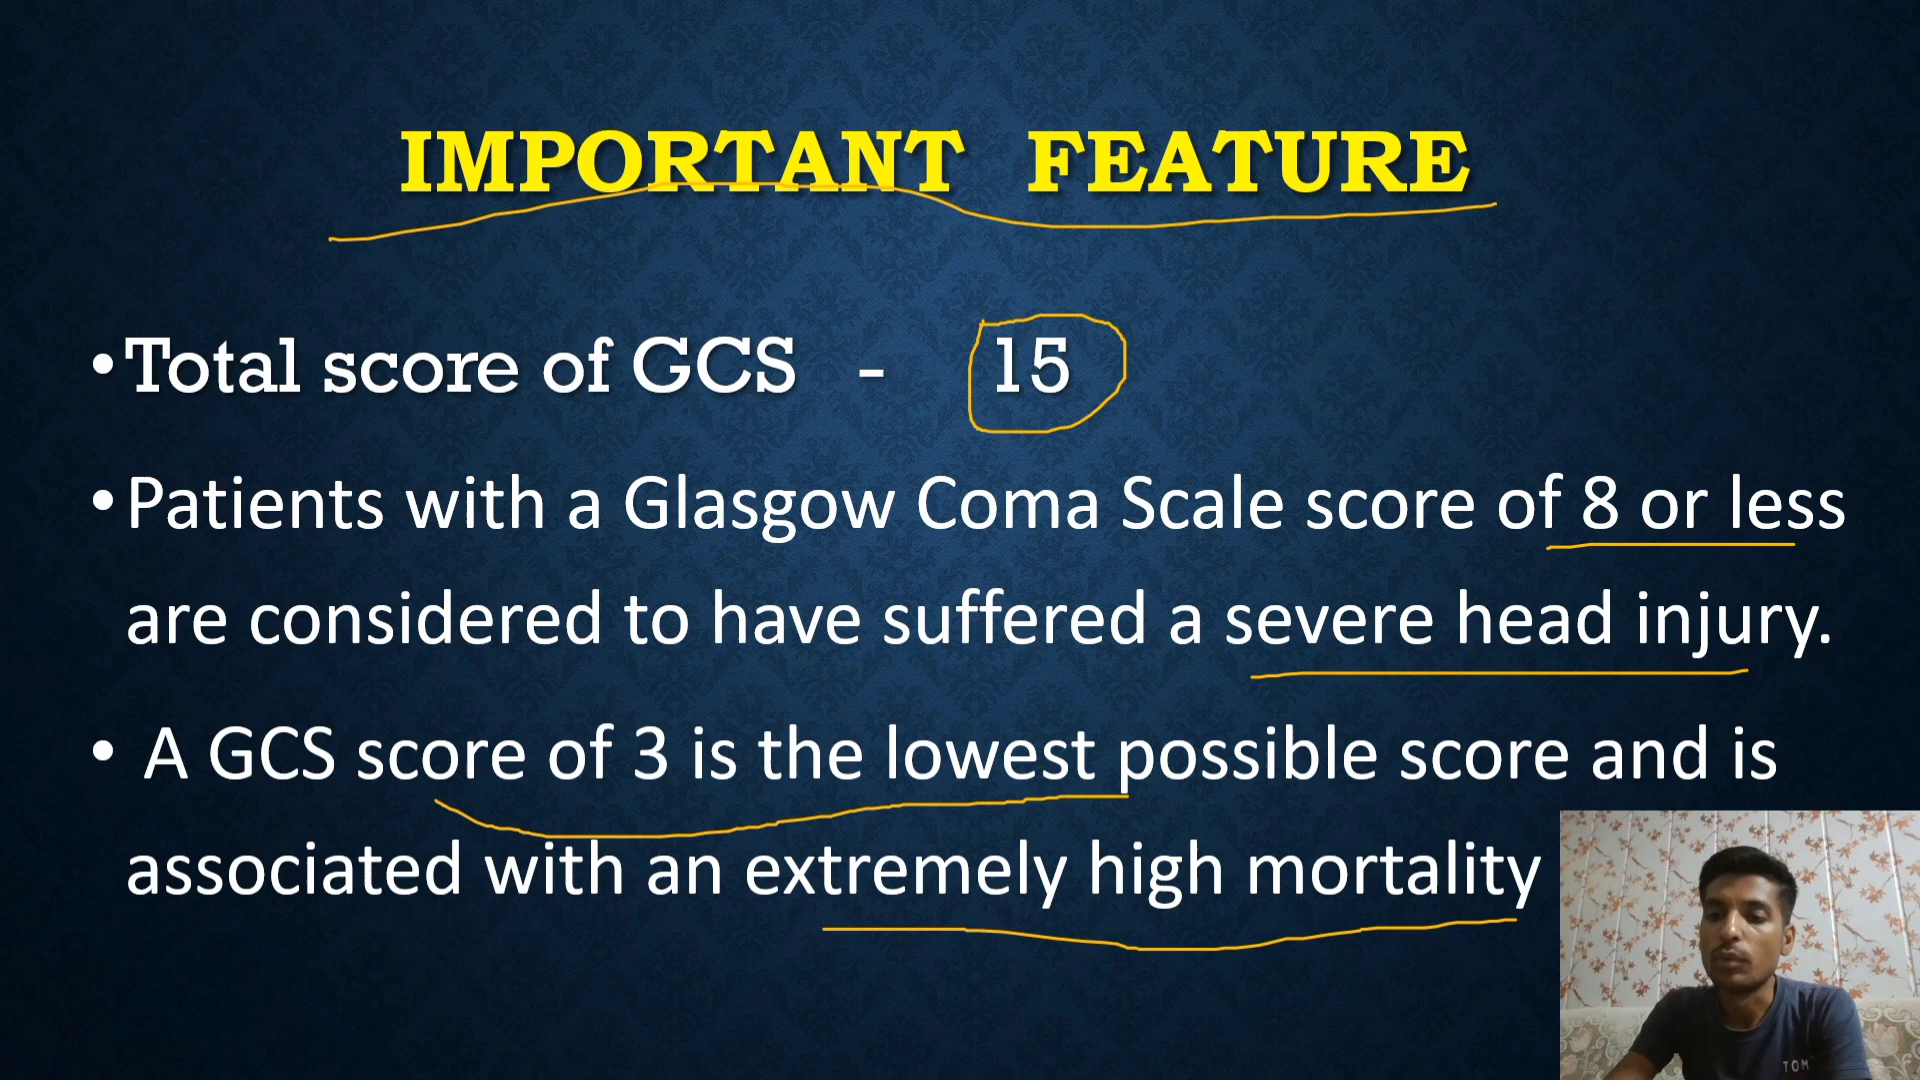 IMPORTANT FEATURE
•Total score of GCS - 15
•Patients with a Glasgow Coma Scale score of 8 or less
are considered to have suffered a severe head injury.
• A GCS score of 3 is the lowest possible score and is
associated with an extremely high mortality
TOM